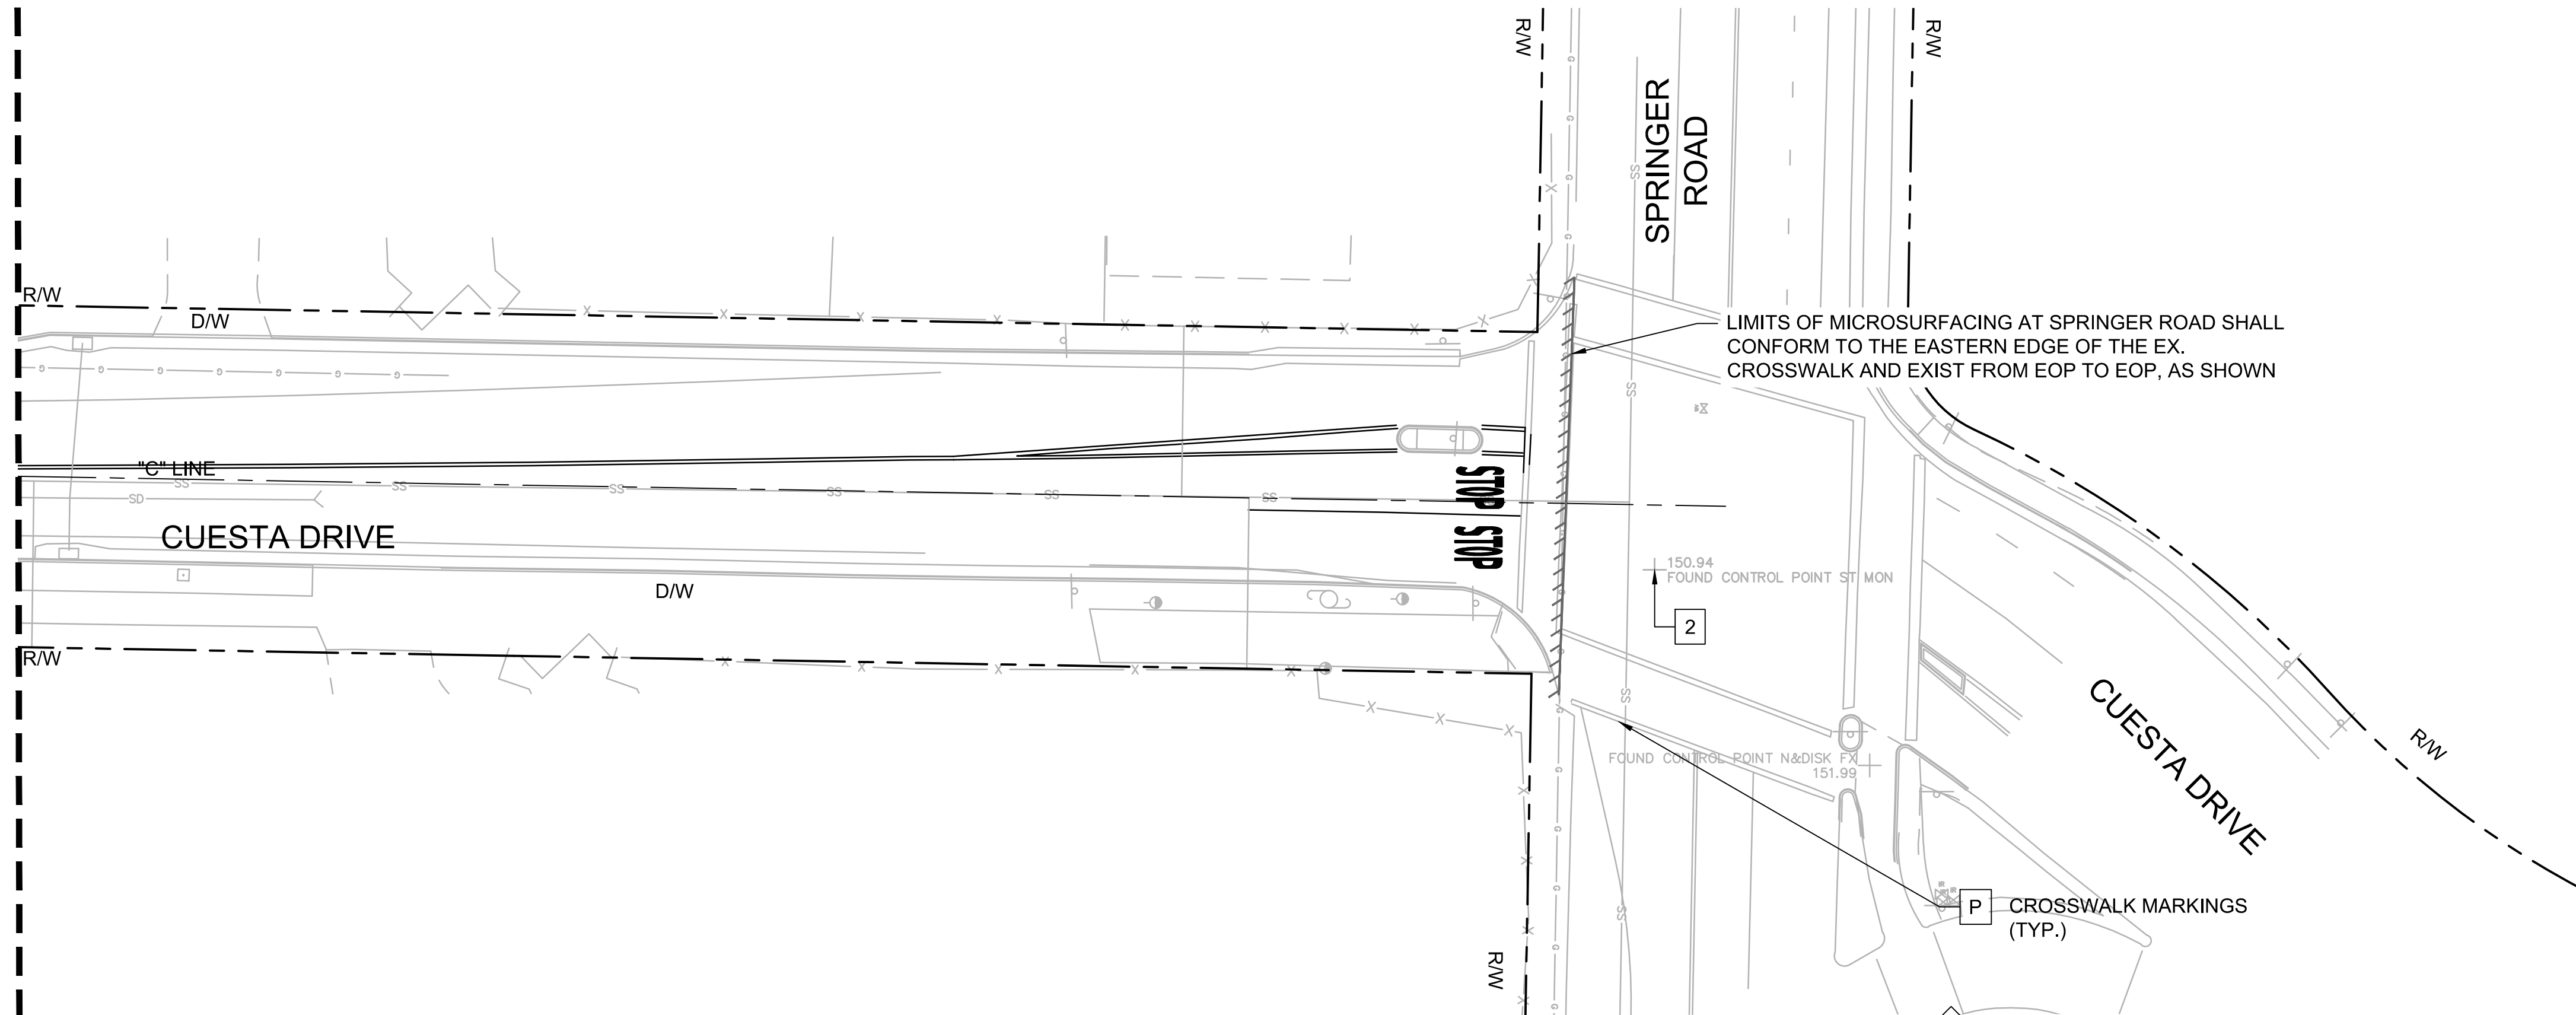 R/W
R/W
SPRINGER
ROAD
R/W
D/W
LIMITS OF MICROSURFACING AT SPRINGER ROAD SHALL
CONFORM TO THE EASTERN EDGE OF THE EX.
CROSSWALK AND EXIST FROM EOP TO EOP, AS SHOWN
"C" LINE
SS SS SS SS SS SS
SD
STOP
STOP
CUESTA DRIVE
D/W
R/W
150.94
FOUND CONTROL POINT ST MON
2
FOUND CONTROL POINT N&DISK FX
151.99
CUESTA DRIVE
R/W
P CROSSWALK MARKINGS
(TYP.)
R/W
SS
SS
SS
SS